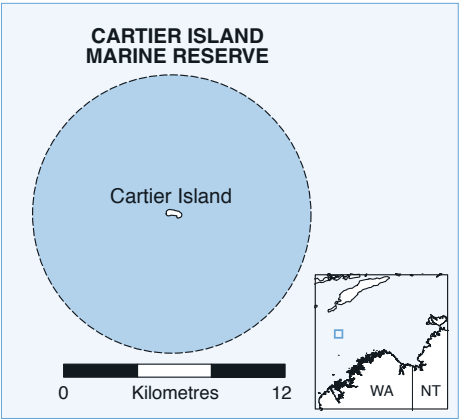 CARTIER ISLAND
MARINE RESERVE
Cartier Island
0 Kilometres 12
WA NT